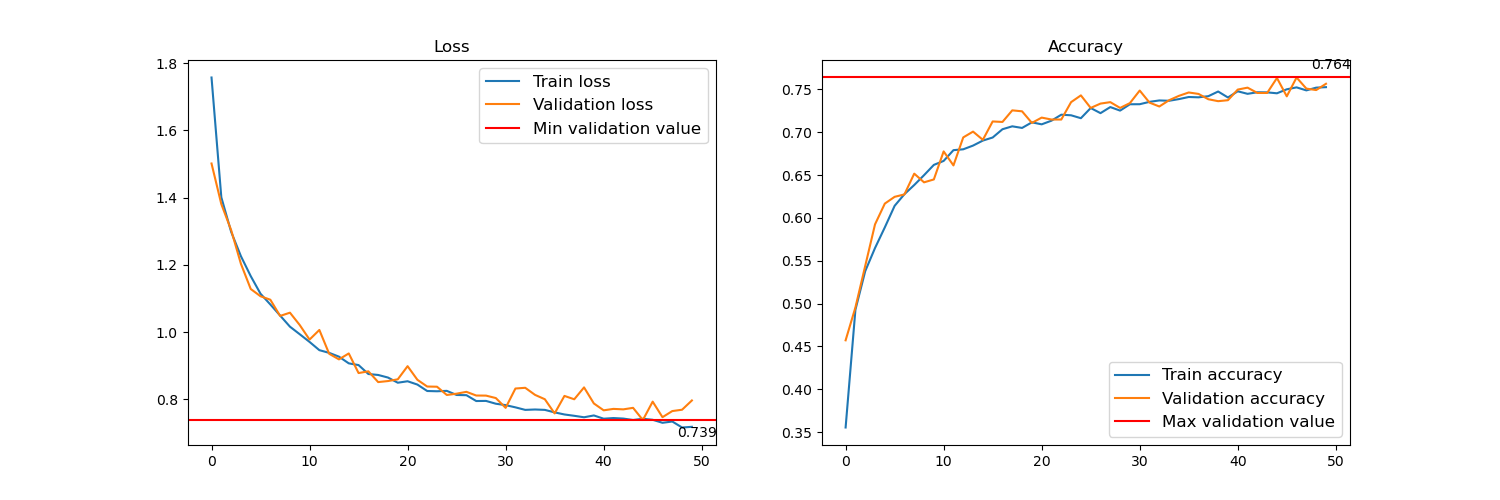 Loss
1.8
1.6
1.4
1.2
1.0
0.8
0 10 20 30 40 50
Train loss
Validation loss
Min validation value
0.739
Accuracy
0.764
0.75
0.70
0.65
0.60
0.55
0.50
0.45
0.40
0.35
0 10 20 30 40 50
Train accuracy
Validation accuracy
Max validation value